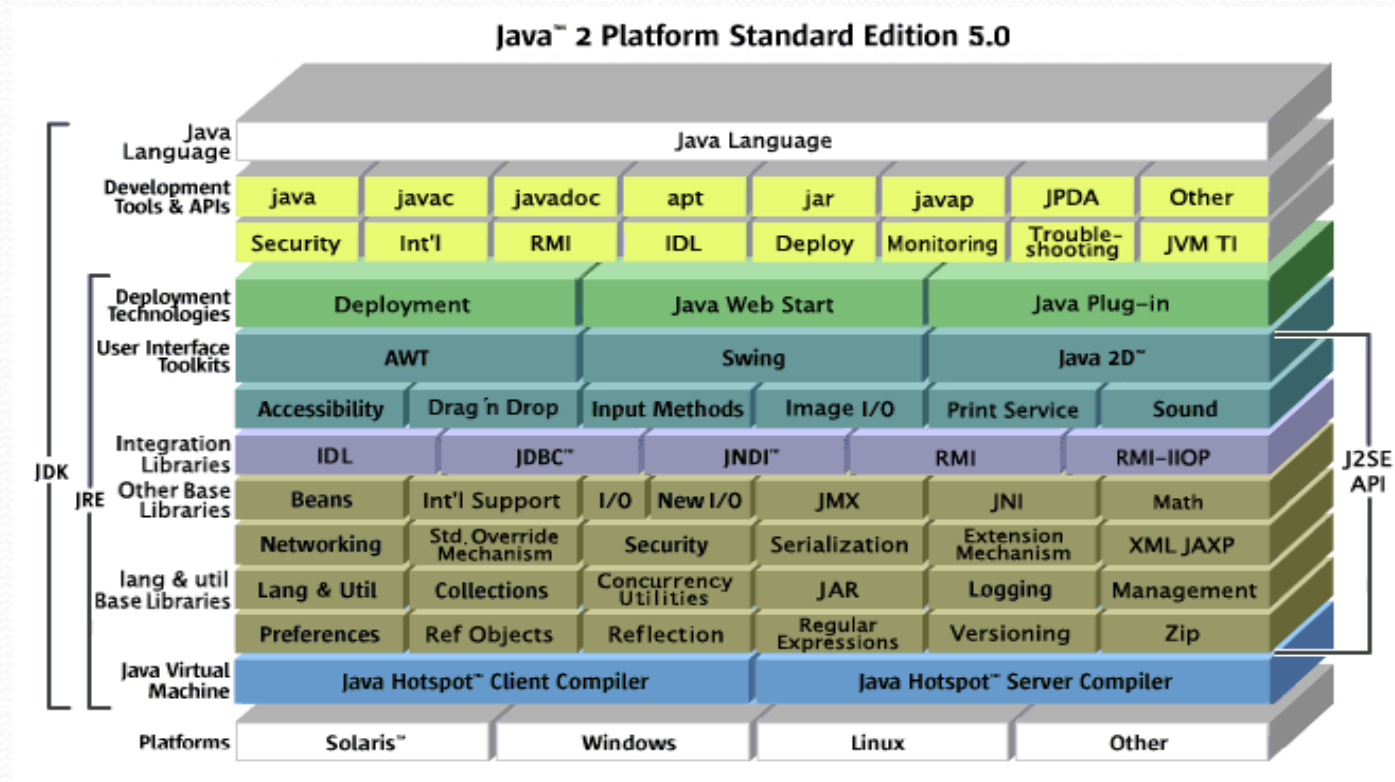 Java™ 2 Platform Standard Edition 5.0
Java
Language
Java Language
Development
Tools & APIs
java javac javadoc apt jar javap JPDA Other
Security Int'l RMI IDL Deploy Monitoring Trouble-
shooting JVM TI
Deployment
Technologies
Deployment Java Web Start Java Plug-in
User Interface
Toolkits
AWT Swing Java 2D™
Accessibility Drag 'n Drop Input Methods Image I/O Print Service Sound
Integration
Libraries
IDL JDBC™ JNDI™ RMI RMI-IIOP
JDK
JRE
J2SE
API
Other Base
Libraries
Beans Int'l Support I/O New I/O JMX JNI Math
Networking Std. Override
Mechanism Security Serialization Extension
Mechanism XML JAXP
lang & util
Base Libraries
Lang & Util Collections Concurrency
Utilities JAR Logging Management
Preferences Ref Objects Reflection Regular
Expressions Versioning Zip
Java Virtual
Machine
Java Hotspot™ Client Compiler Java Hotspot™ Server Compiler
Platforms
Solaris™ Windows Linux Other